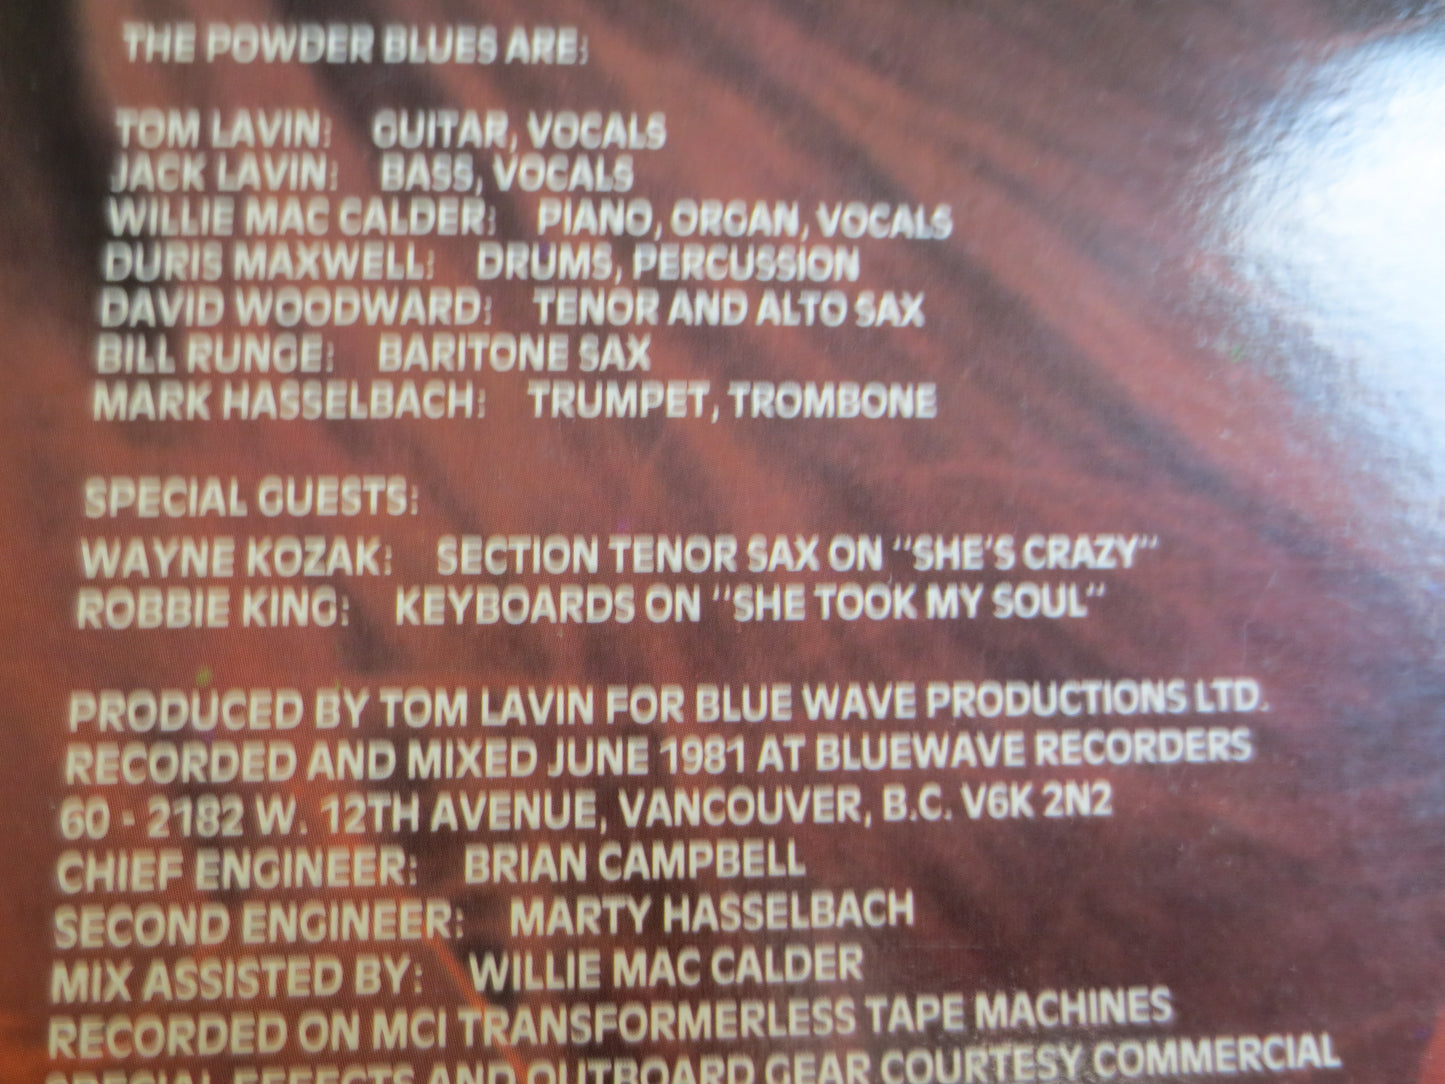 THE POWDER BLUES ARE:
TOM LAVIN: GUITAR, VOCALS
JACK LAVIN: BASS, VOCALS
WILLIE MAC CALDER: PIANO, ORGAN, VOCALS
DURIS MAXWELL: DRUMS, PERCUSSION
DAVID WOODWARD: TENOR AND ALTO SAX
BILL RUNGE: BARITONE SAX
MARK HASSELBACH: TRUMPET, TROMBONE
SPECIAL GUESTS:
WAYNE KOZAK: SECTION TENOR SAX ON "SHE'S CRAZY"
ROBBIE KING: KEYBOARDS ON "SHE TOOK MY SOUL"
PRODUCED BY TOM LAVIN FOR BLUE WAVE PRODUCTIONS LTD.
RECORDED AND MIXED JUNE 1981 AT BLUEWAVE RECORDERS
60 - 2182 W. 12TH AVENUE, VANCOUVER, B.C. V6K 2N2
CHIEF ENGINEER: BRIAN CAMPBELL
SECOND ENGINEER: MARTY HASSELBACH
MIX ASSISTED BY: WILLIE MAC CALDER
RECORDED ON MCI TRANSFORMERLESS TAPE MACHINES
SPECIAL EFFECTS AND OUTBOARD GEAR COURTESY COMMERCIAL